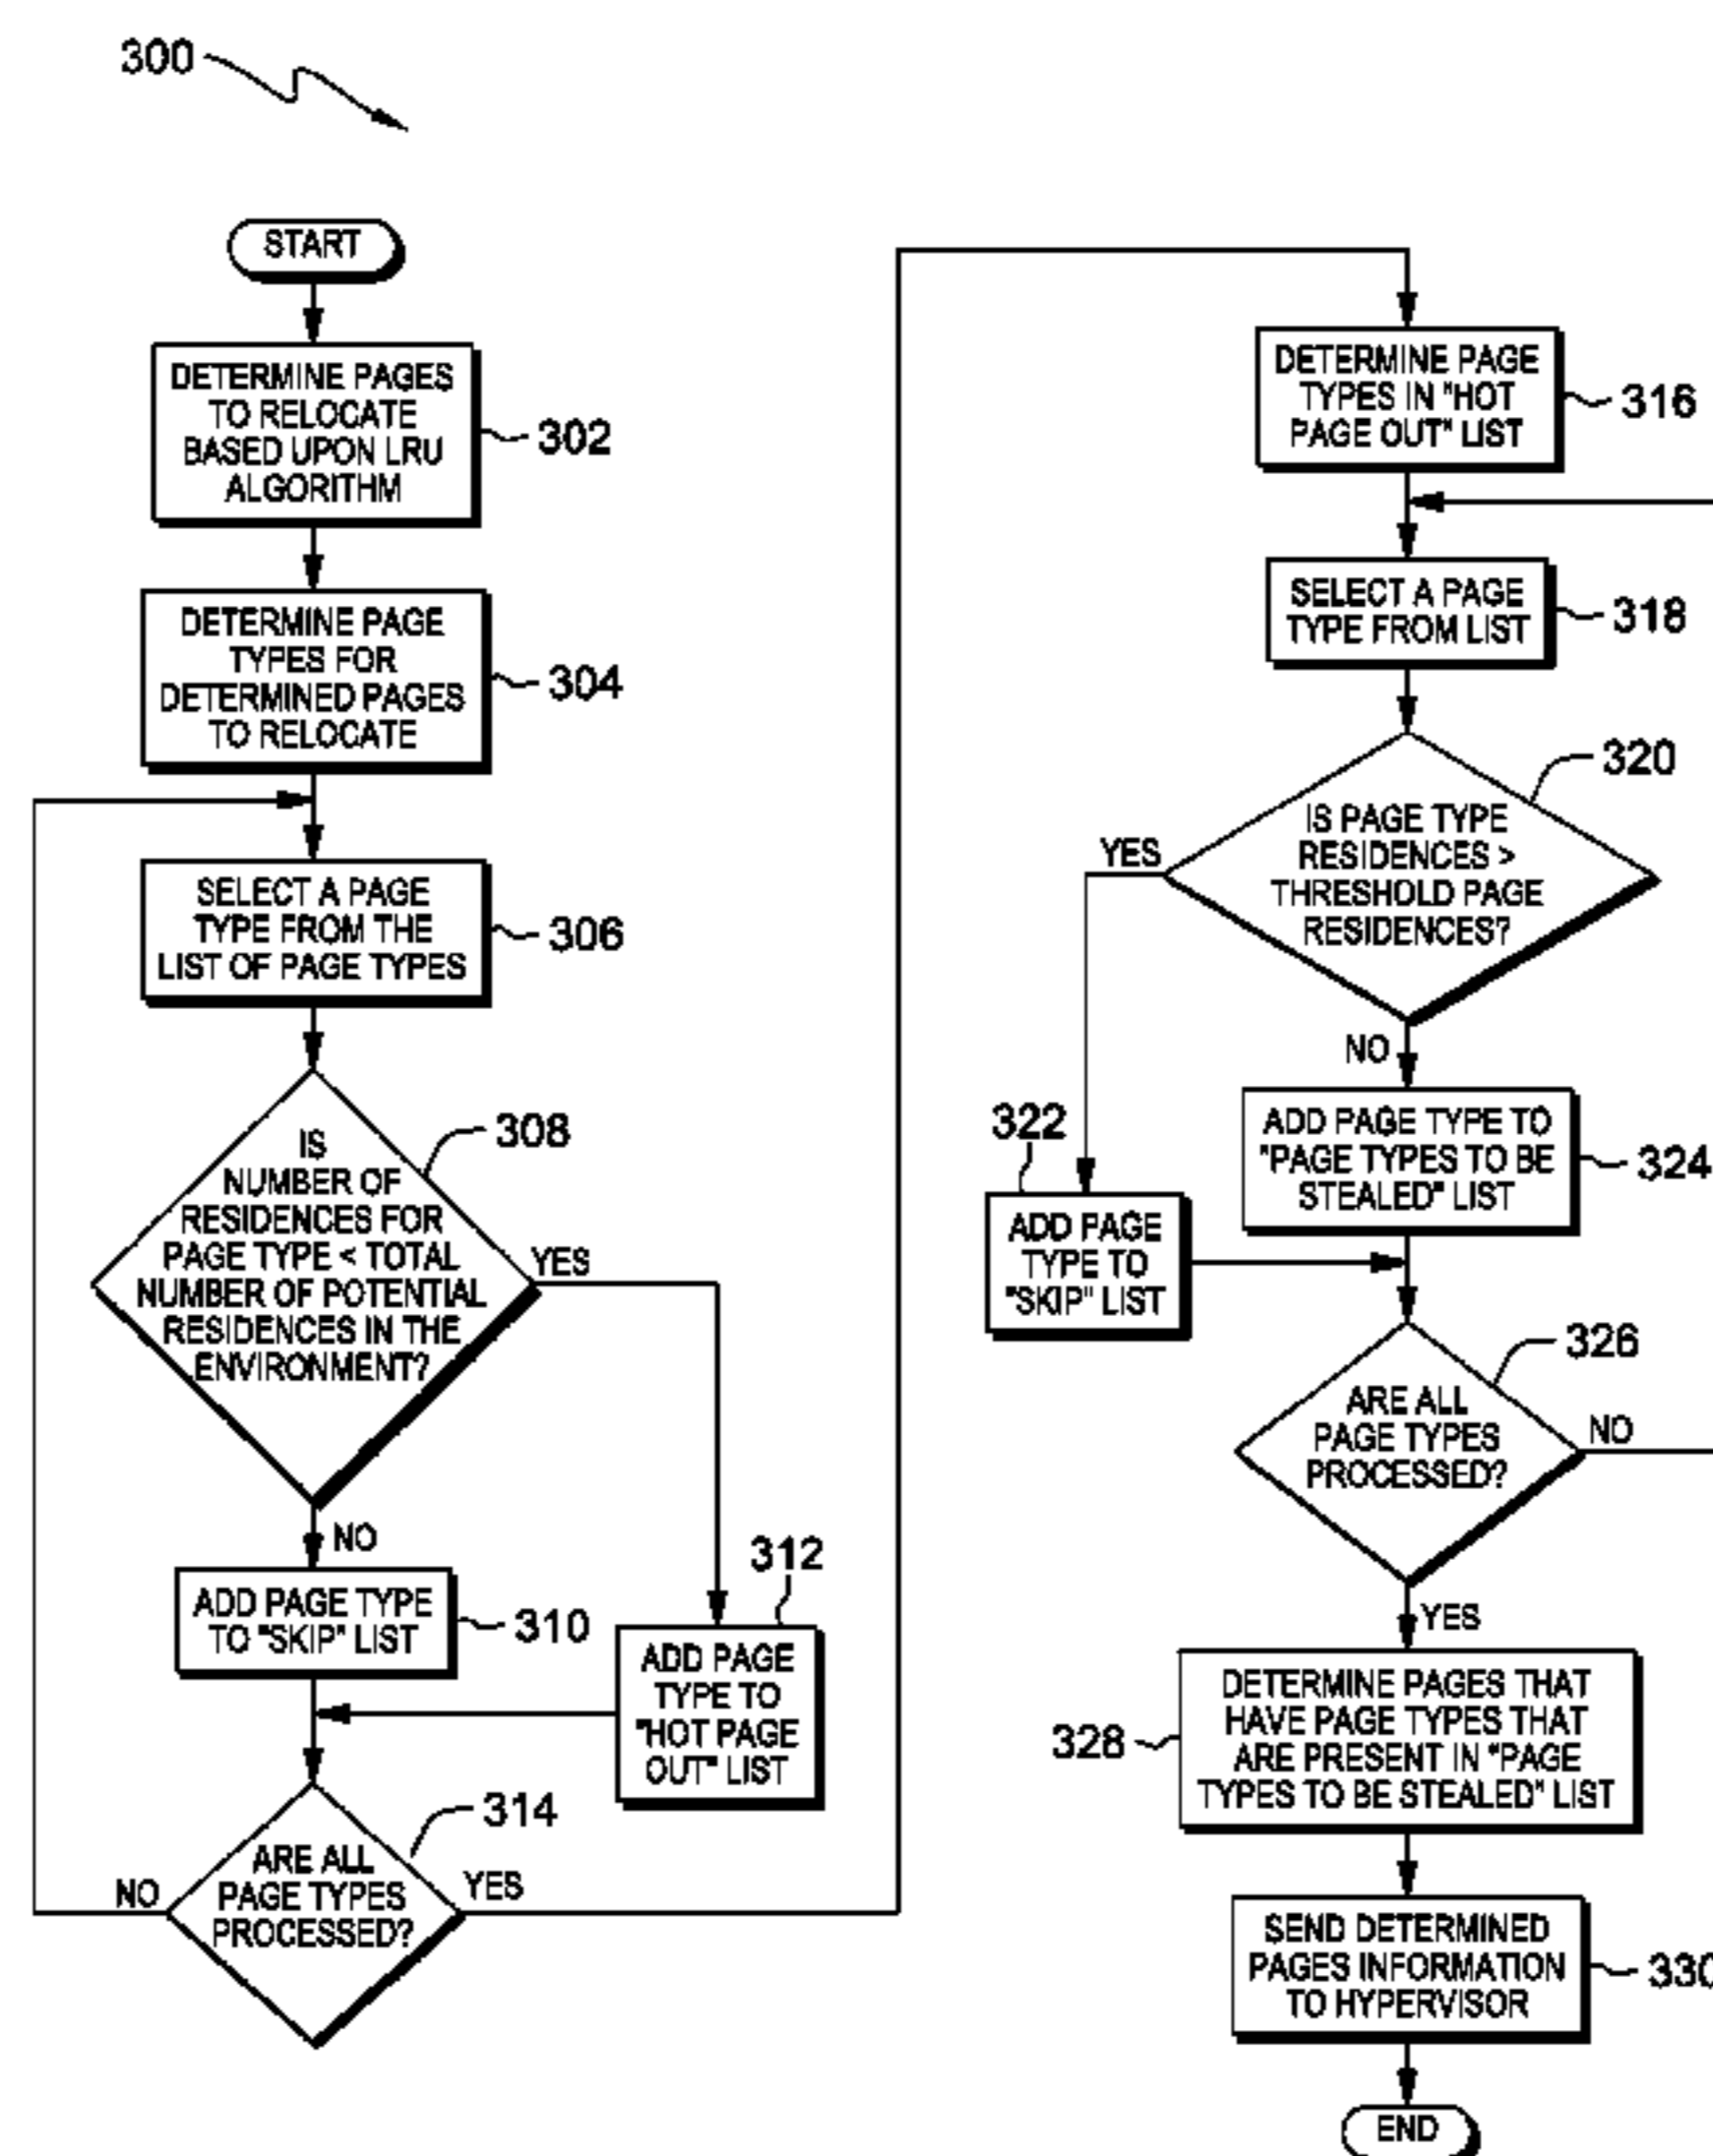 300
START
DETERMINE PAGES
TO RELOCATE
BASED UPON LRU
ALGORITHM
302
DETERMINE PAGE
TYPES FOR
DETERMINED PAGES
TO RELOCATE
304
SELECT A PAGE
TYPE FROM THE
LIST OF PAGE TYPES
306
IS
NUMBER OF
RESIDENCES FOR
PAGE TYPE < TOTAL
NUMBER OF POTENTIAL
RESIDENCES IN THE
ENVIRONMENT?
308
YES
NO
ADD PAGE TYPE
TO "SKIP" LIST
310
312
ADD PAGE
TYPE TO
"HOT PAGE
OUT" LIST
ARE ALL
PAGE TYPES
PROCESSED?
314
NO
YES
DETERMINE PAGE
TYPES IN "HOT
PAGE OUT" LIST
316
SELECT A PAGE
TYPE FROM LIST
318
IS PAGE TYPE
RESIDENCES >
THRESHOLD PAGE
RESIDENCES?
320
YES
NO
322
ADD PAGE
TYPE TO
"SKIP" LIST
ADD PAGE TYPE TO
"PAGE TYPES TO BE
STEALED" LIST
324
ARE ALL
PAGE TYPES
PROCESSED?
326
NO
YES
DETERMINE PAGES THAT
HAVE PAGE TYPES THAT
ARE PRESENT IN "PAGE
TYPES TO BE STEALED" LIST
328
SEND DETERMINED
PAGES INFORMATION
TO HYPERVISOR
330
END